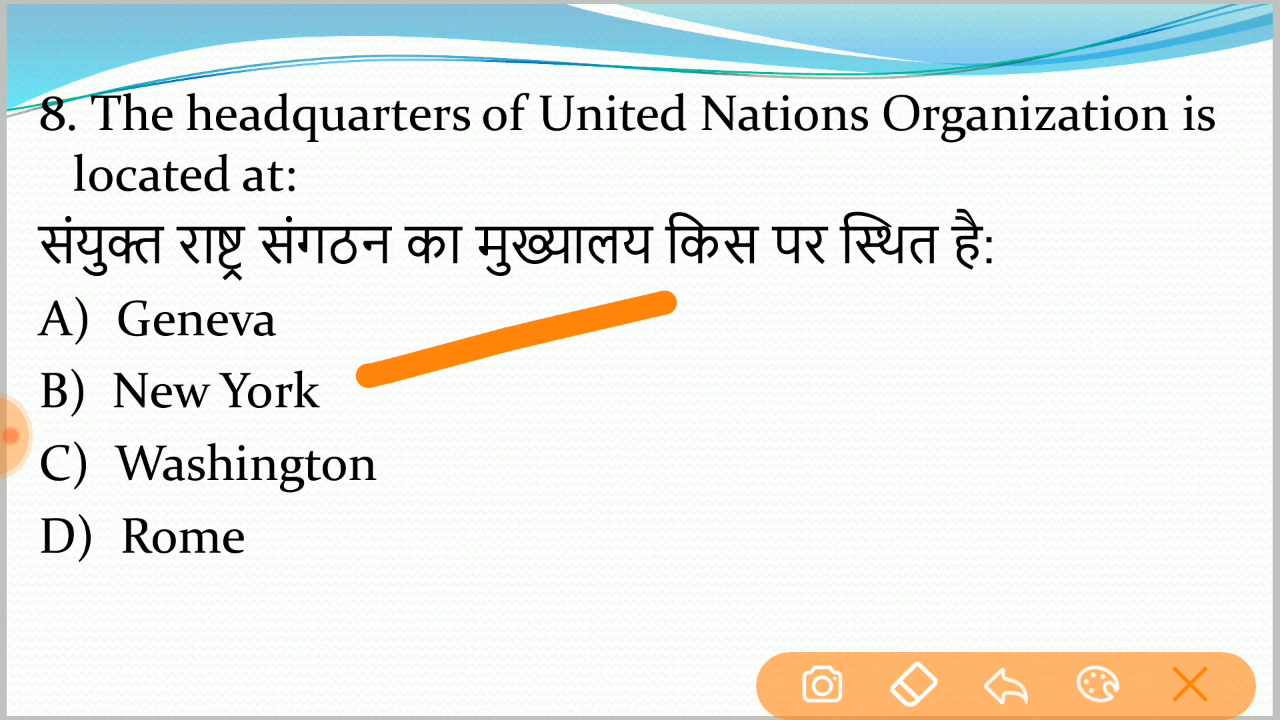 8. The headquarters of United Nations Organization is
located at:
संयुक्त राष्ट्र संगठन का मुख्यालय किस पर स्थित है:
A) Geneva
B) New York
C) Washington
D) Rome